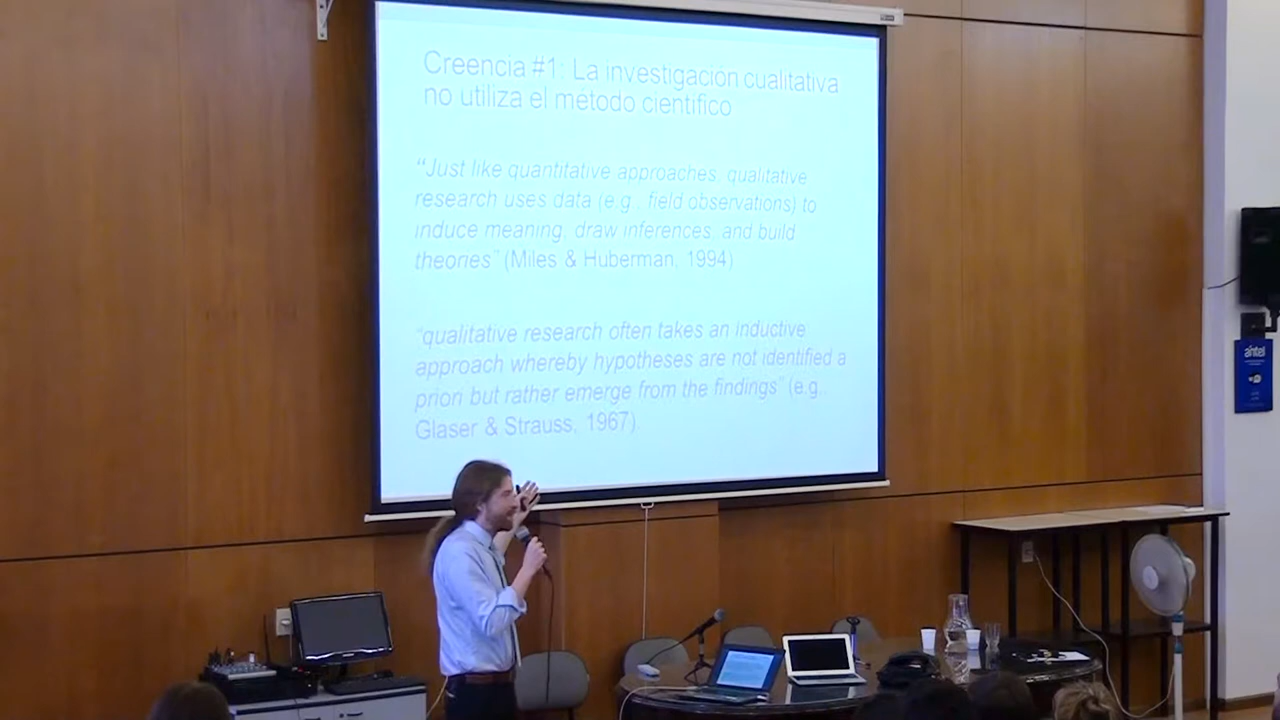 Creencia #1: La investigación cualitativa
no utiliza el método científico
“Just like quantitative approaches, qualitative
research uses data (e.g., field observations) to
induce meaning, draw inferences, and build
theories” (Miles & Huberman, 1994)
“qualitative research often takes an inductive
approach whereby hypotheses are not identified a
priori but rather emerge from the findings” (e.g.,
Glaser & Strauss, 1967).
antel